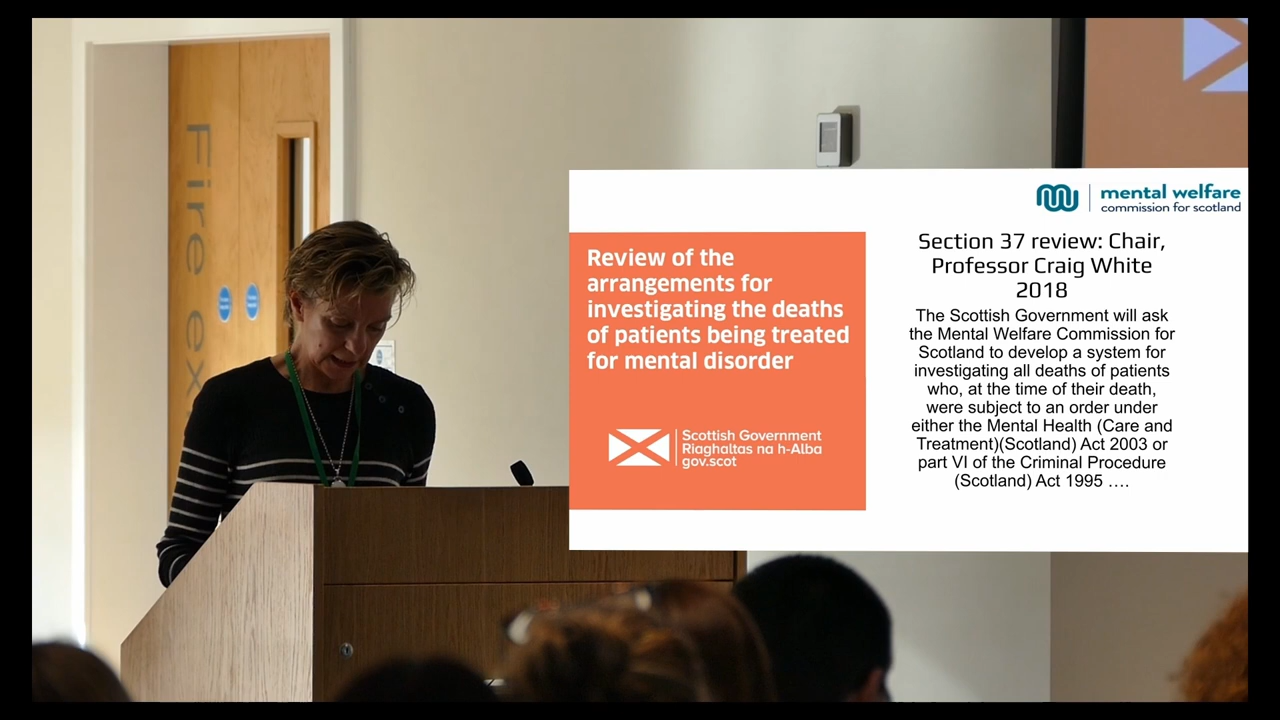 Fire ex
mental welfare
commission for scotland
Review of the
arrangements for
investigating the deaths
of patients being treated
for mental disorder
Scottish Government
Riaghaltas na h-Alba
gov.scot
Section 37 review: Chair,
Professor Craig White
2018
The Scottish Government will ask
the Mental Welfare Commission for
Scotland to develop a system for
investigating all deaths of patients
who, at the time of their death,
were subject to an order under
either the Mental Health (Care and
Treatment)(Scotland) Act 2003 or
part VI of the Criminal Procedure
(Scotland) Act 1995 ….